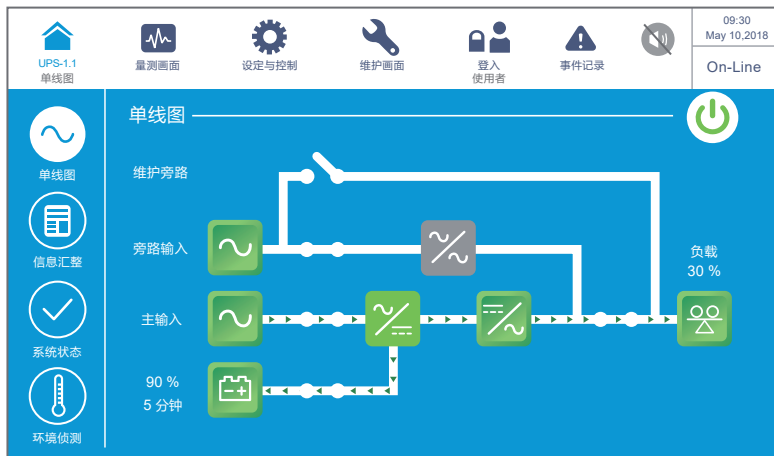 UPS-1.1
单线图
量测画面
设定与控制
维护画面
登入
使用者
事件记录
09:30
May 10,2018
On-Line
单线图
信息汇整
系统状态
环境侦测
单线图
维护旁路
旁路输入
主输入
90 %
5 分钟
负载
30 %